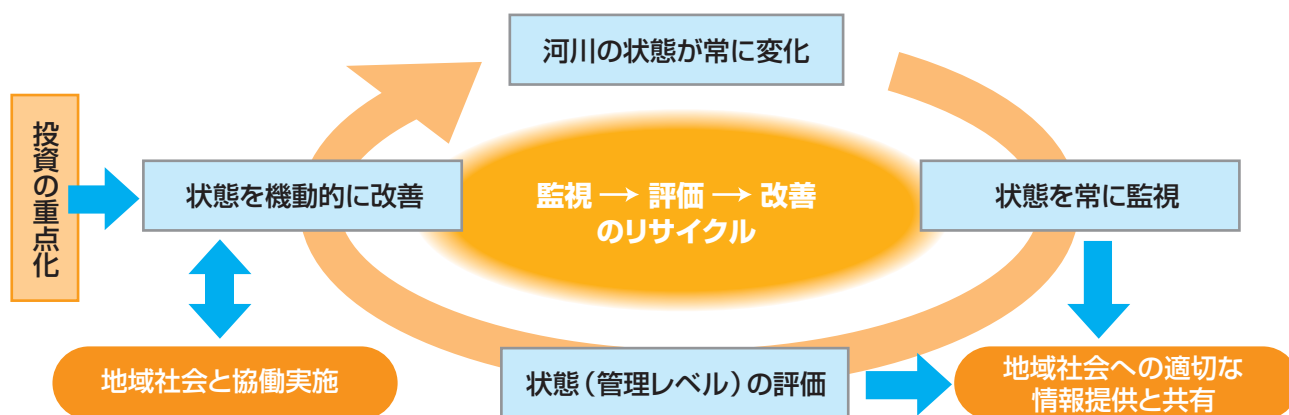 河川の状態が常に変化
投資の重点化
状態を機動的に改善
監視 → 評価 → 改善
のリサイクル
状態を常に監視
地域社会と協働実施
状態（管理レベル）の評価
地域社会への適切な
情報提供と共有